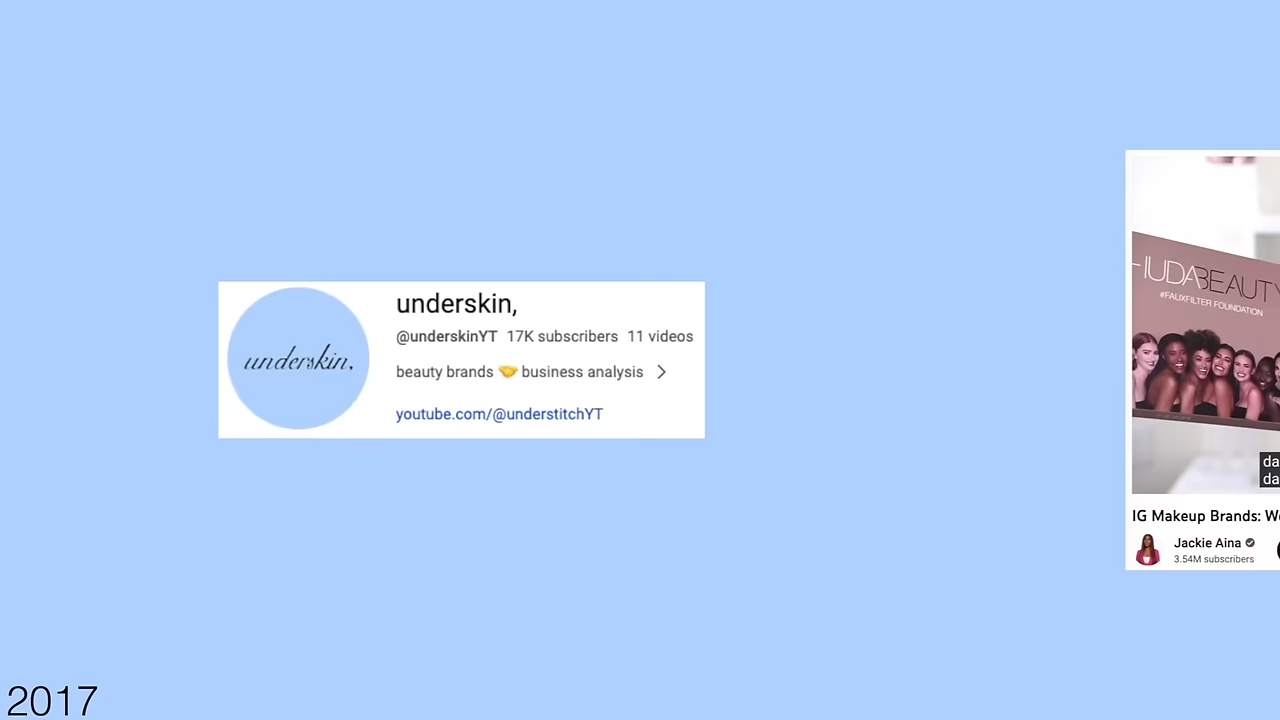 underskin,
underskin,
@underskinYT 17K subscribers 11 videos
beauty brands 🤝 business analysis
youtube.com/@understitchYT
HUDABEAUTY
#FAUXFILTER FOUNDATION
IG Makeup Brands:
Jackie Aina
3.54M subscribers
2017